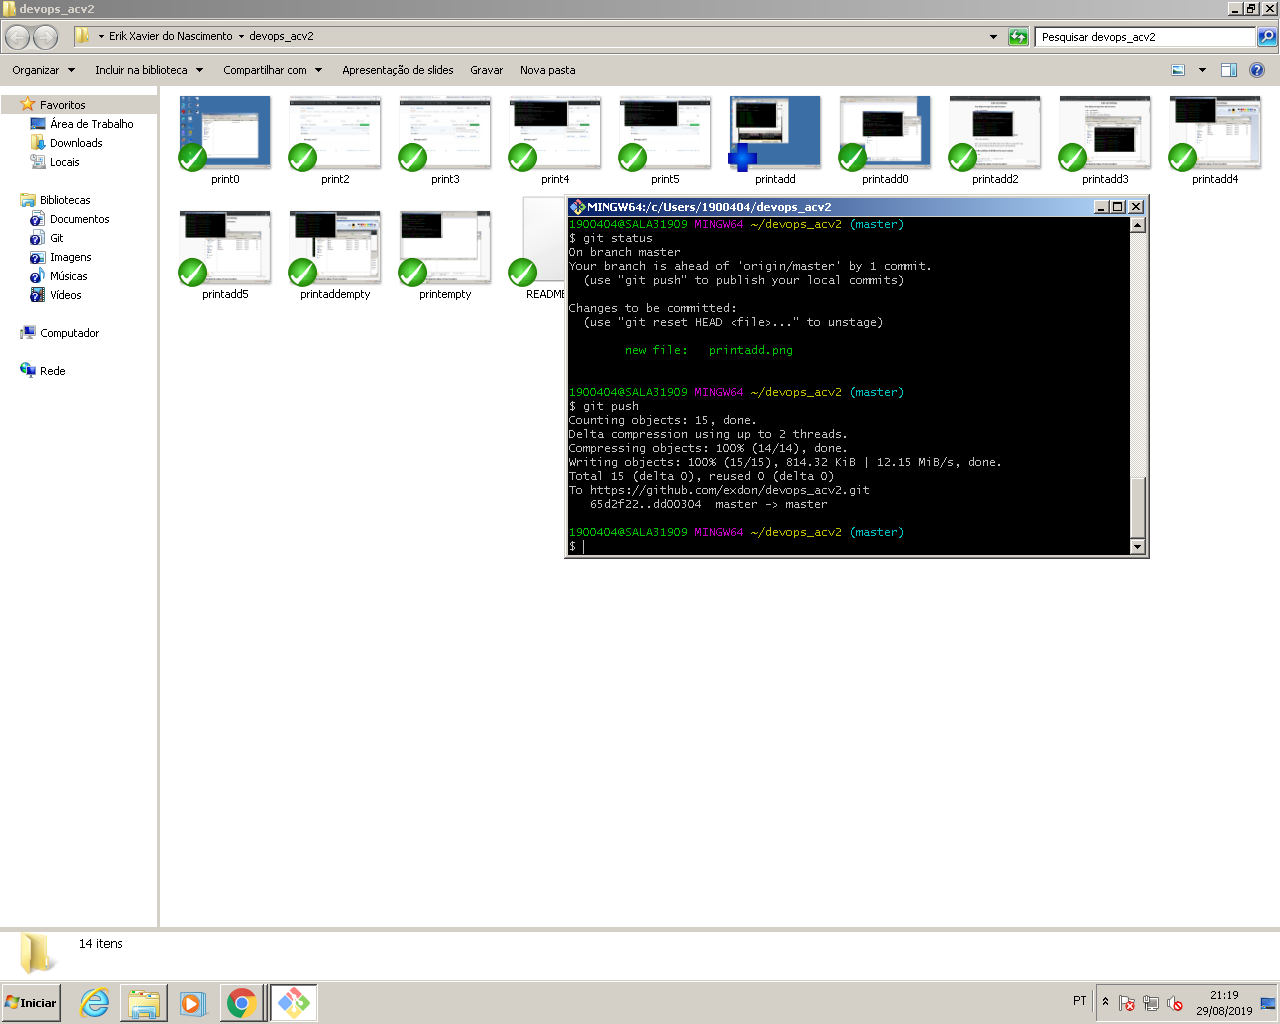 devops_acv2
Erik Xavier do Nascimento devops_acv2
Pesquisar devops_acv2
Organizar Incluir na biblioteca Compartilhar com Apresentação de slides Gravar Nova pasta
Favoritos
Área de Trabalho
Downloads
Locais
Bibliotecas
Documentos
Git
Imagens
Músicas
Vídeos
Computador
Rede
print0 print2 print3 print4 print5 printadd printadd0 printadd2 printadd3 printadd4
printadd5 printaddempty printempty README
MINGW64:/c/Users/1900404/devops_acv2
1900404@SALA31909 MINGW64 ~/devops_acv2 (master)
$ git status
On branch master
Your branch is ahead of 'origin/master' by 1 commit.
(use "git push" to publish your local commits)
Changes to be committed:
(use "git reset HEAD <file>..." to unstage)
new file: printadd.png
1900404@SALA31909 MINGW64 ~/devops_acv2 (master)
$ git push
Counting objects: 15, done.
Delta compression using up to 2 threads.
Compressing objects: 100% (14/14), done.
Writing objects: 100% (15/15), 814.32 KiB | 12.15 MiB/s, done.
Total 15 (delta 0), reused 0 (delta 0)
To https://github.com/exdon/devops_acv2.git
65d2f22..dd00304 master -> master
1900404@SALA31909 MINGW64 ~/devops_acv2 (master)
$
14 itens
Iniciar
PT
21:19
29/08/2019